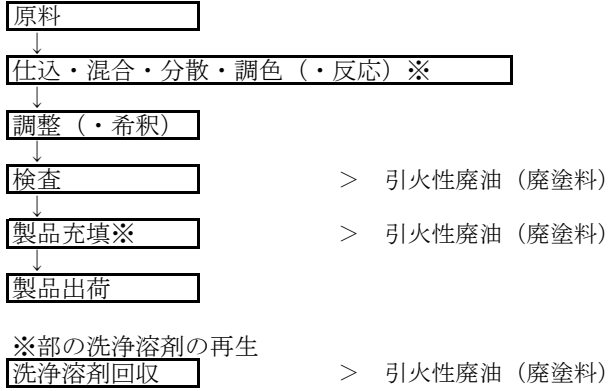 原料
↓
仕込・混合・分散・調色（・反応）※
↓
調整（・希釈）
↓
検査 ＞ 引火性廃油（廃塗料）
↓
製品充填※ ＞ 引火性廃油（廃塗料）
↓
製品出荷
※部の洗浄溶剤の再生
洗浄溶剤回収 ＞ 引火性廃油（廃塗料）